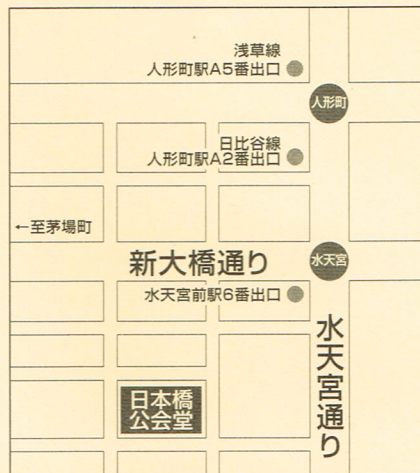 浅草線
人形町駅A5番出口
人形町
日比谷線
人形町駅A2番出口
←至茅場町
新大橋通り
水天宮
水天宮前駅6番出口
水天宮通り
日本橋
公会堂